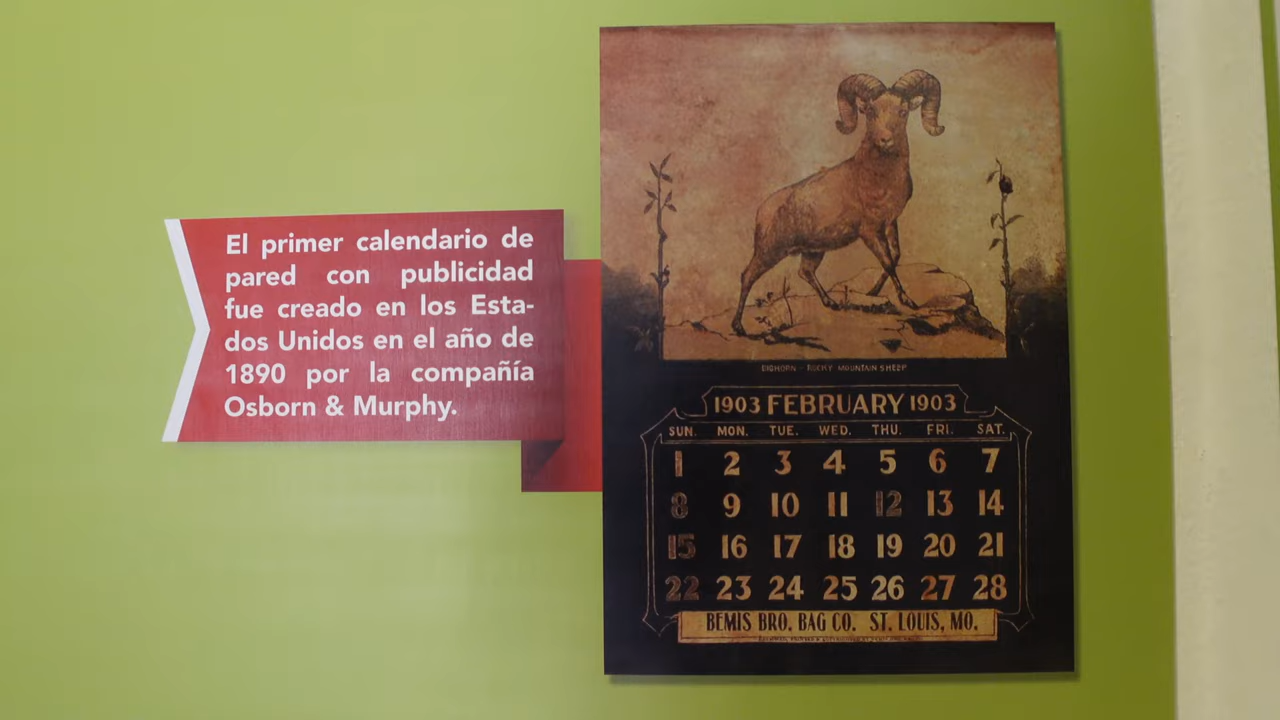 El primer calendario de
pared con publicidad
fue creado en los Esta-
dos Unidos en el año de
1890 por la compañía
Osborn & Murphy.
BIGHORN - ROCKY MOUNTAIN SHEEP
1903 FEBRUARY 1903
SUN. MON. TUE. WED. THU. FRI. SAT.
1 2 3 4 5 6 7
8 9 10 11 12 13 14
15 16 17 18 19 20 21
22 23 24 25 26 27 28
BEMIS BRO. BAG CO. ST. LOUIS, MO.